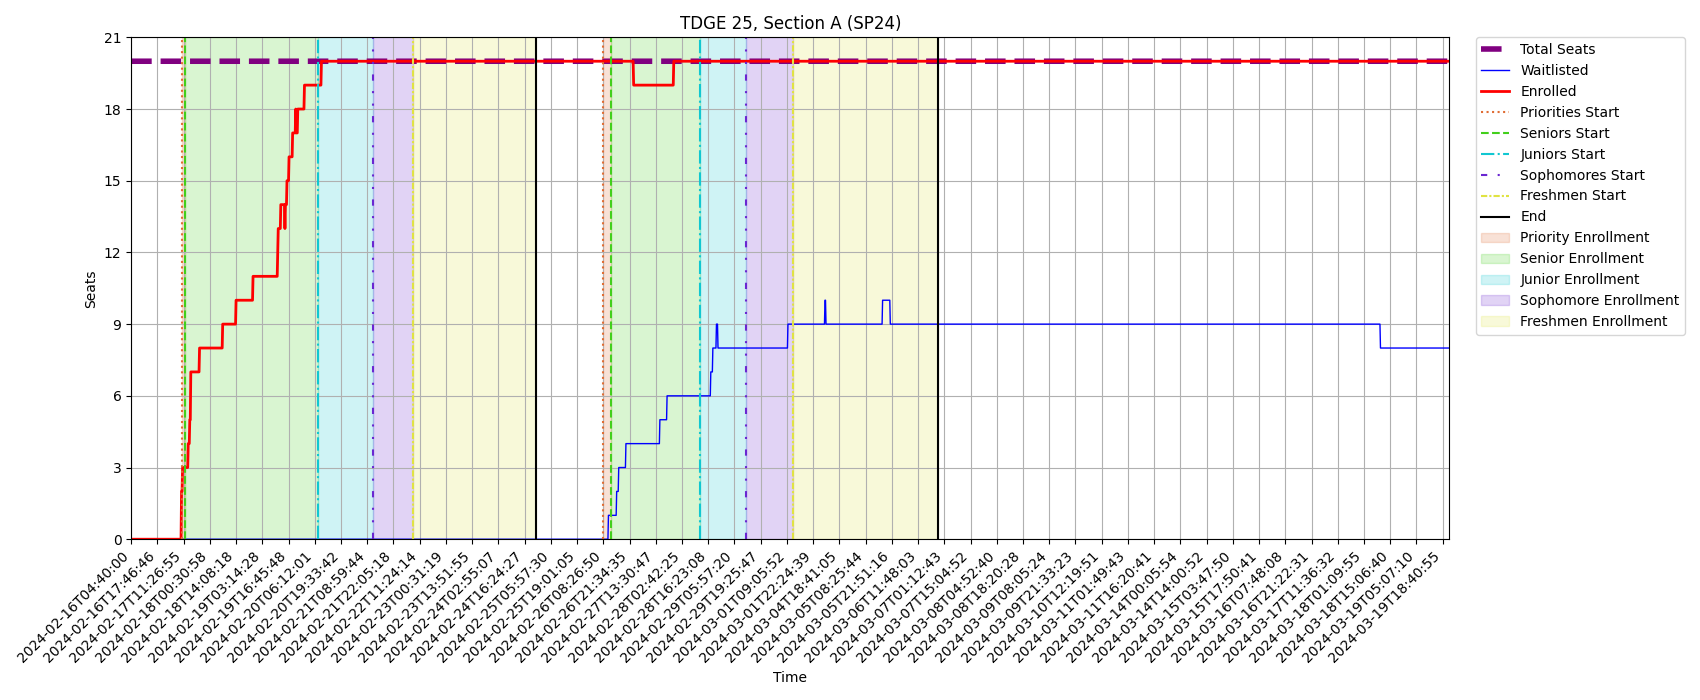 TDGE 25, Section A (SP24)
Total Seats
Waitlisted
Enrolled
Priorities Start
Seniors Start
Juniors Start
Sophomores Start
Freshmen Start
End
Priority Enrollment
Senior Enrollment
Junior Enrollment
Sophomore Enrollment
Freshmen Enrollment
Seats
21
18
15
12
9
6
3
0
2024-02-16T04:40:00
2024-02-16T17:46:46
2024-02-17T11:26:55
2024-02-18T00:30:58
2024-02-18T14:08:18
2024-02-19T03:14:28
2024-02-19T16:45:48
2024-02-20T06:12:01
2024-02-20T19:33:42
2024-02-21T08:59:44
2024-02-21T22:05:18
2024-02-22T11:24:14
2024-02-23T00:31:19
2024-02-23T13:51:55
2024-02-24T02:55:07
2024-02-24T16:24:27
2024-02-25T05:57:30
2024-02-25T19:01:05
2024-02-26T08:26:50
2024-02-26T21:34:35
2024-02-27T13:30:47
2024-02-28T02:42:25
2024-02-28T16:23:08
2024-02-29T05:57:20
2024-02-29T19:25:47
2024-03-01T09:05:52
2024-03-01T22:24:39
2024-03-04T18:41:05
2024-03-05T08:25:44
2024-03-05T21:51:16
2024-03-06T11:48:03
2024-03-07T01:12:43
2024-03-07T15:04:52
2024-03-08T04:52:40
2024-03-08T18:20:28
2024-03-09T08:05:24
2024-03-09T21:33:23
2024-03-10T12:19:51
2024-03-11T01:49:43
2024-03-11T16:20:41
2024-03-14T00:05:54
2024-03-14T14:00:52
2024-03-15T03:47:50
2024-03-15T17:50:41
2024-03-16T07:48:08
2024-03-16T21:22:31
2024-03-17T11:36:32
2024-03-18T01:09:55
2024-03-18T15:06:40
2024-03-19T05:07:10
2024-03-19T18:40:55
Time